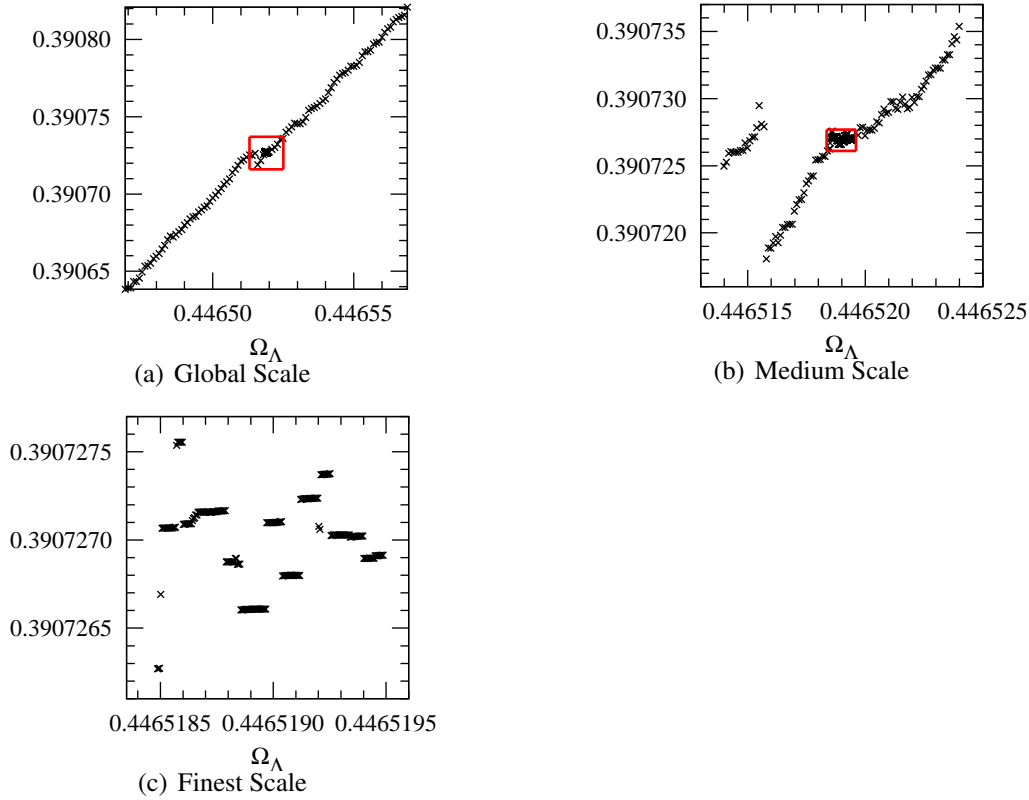 0.39080
0.39075
0.39070
0.39065
0.44650 0.44655
Ω_Λ
(a) Global Scale
0.390735
0.390730
0.390725
0.390720
0.446515 0.446520 0.446525
Ω_Λ
(b) Medium Scale
0.3907275
0.3907270
0.3907265
0.4465185 0.4465190 0.4465195
Ω_Λ
(c) Finest Scale